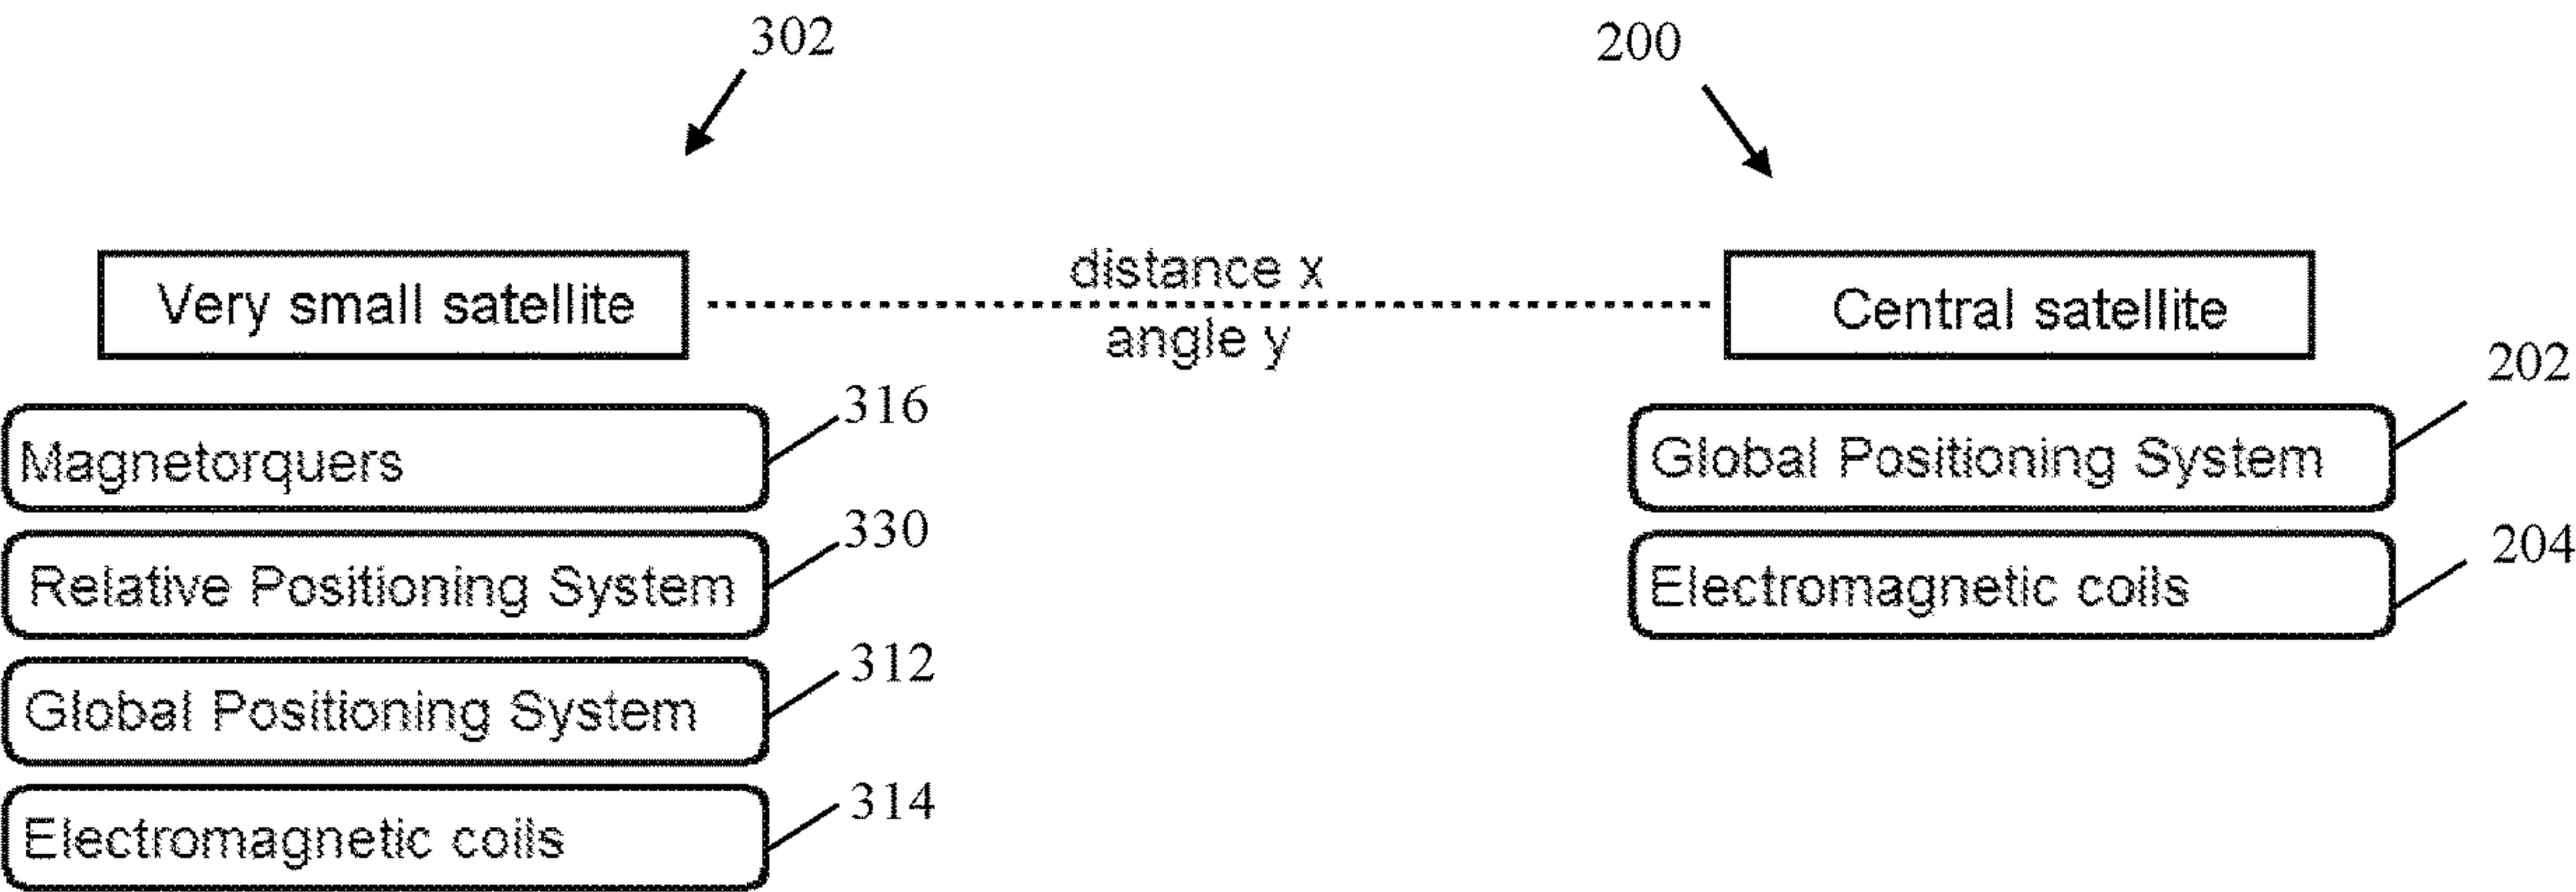 302
200
Very small satellite
distance x
angle y
Central satellite
202
316
Magnetorquers
Global Positioning System
330
204
Relative Positioning System
Electromagnetic coils
312
Global Positioning System
314
Electromagnetic coils